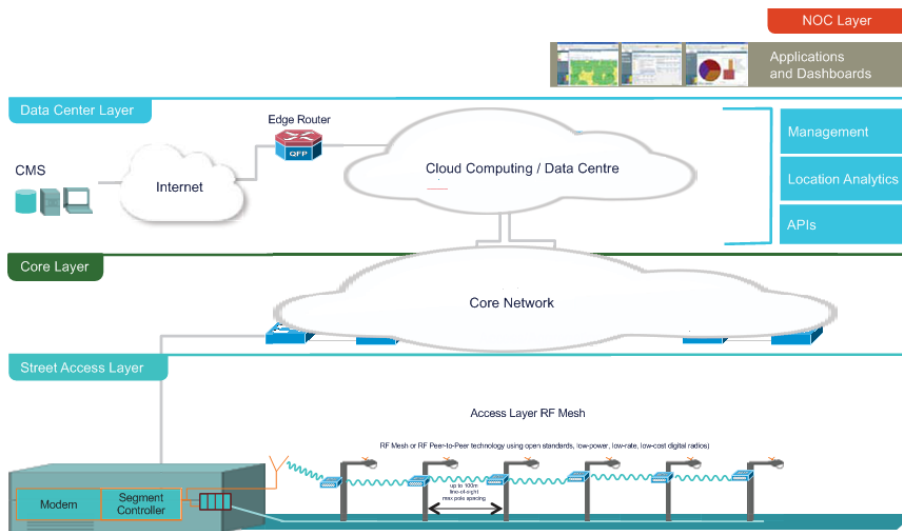 NOC Layer
Applications
and Dashboards
Data Center Layer
Edge Router
QFP
CMS
Internet
Cloud Computing / Data Centre
Management
Location Analytics
APIs
Core Layer
Core Network
Street Access Layer
Access Layer RF Mesh
RF Mesh or RF Peer-to-Peer technology using open standards, low-power, low-rate, low-cost digital radios)
up to 100m
line-of-sight
max pole spacing
Modem
Segment
Controller